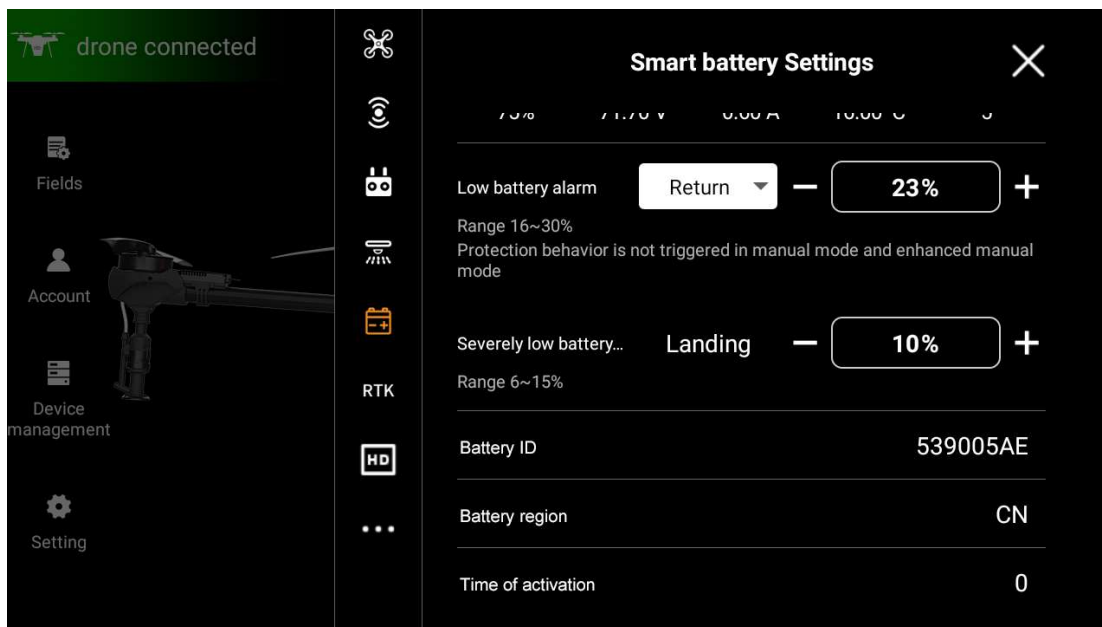 drone connected
Fields
Account
Device
management
Setting
RTK
HD
Smart battery Settings
Low battery alarm Return 23%
Range 16~30%
Protection behavior is not triggered in manual mode and enhanced manual
mode
Severely low battery... Landing 10%
Range 6~15%
Battery ID 539005AE
Battery region CN
Time of activation 0